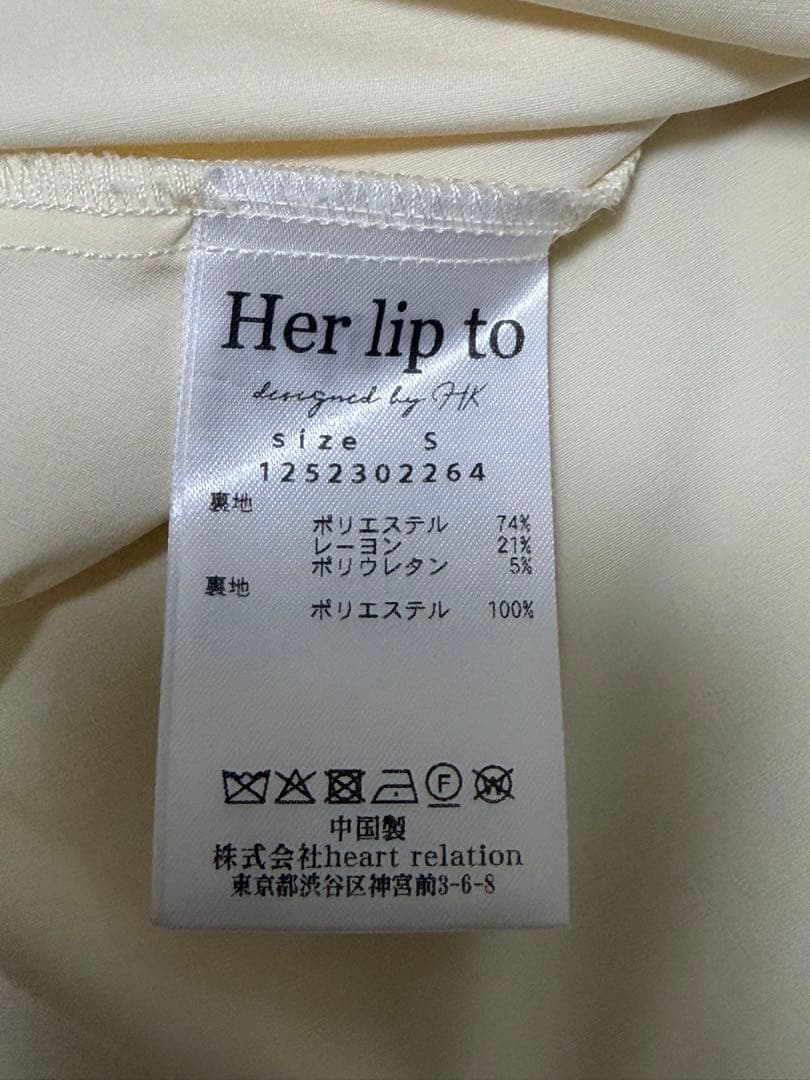 Her lip to
designed by HK
size S
1252302264
裏地
ポリエステル 74%
レーヨン 21%
ポリウレタン 5%
裏地
ポリエステル 100%
F W
中国製
株式会社heart relation
東京都渋谷区神宮前3-6-8